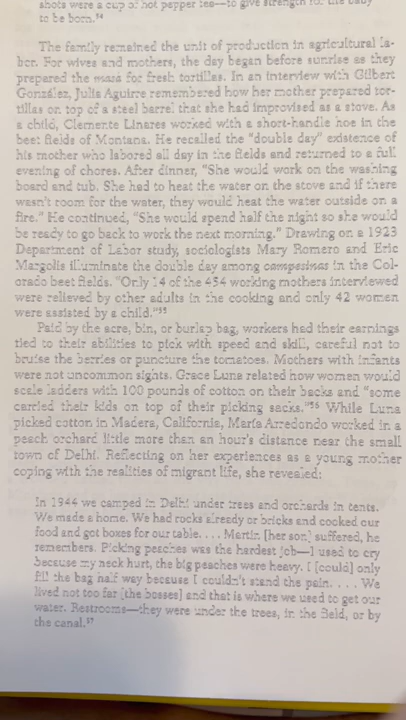 shots were a cup of hot pepper tea—to give strength for the baby
to be born.⁵⁴
The family remained the unit of production in agricultural la-
bor. For wives and mothers, the day began before sunrise as they
prepared the masa for fresh tortillas. In an interview with Gilbert
González, Julia Aguirre remembered how her mother prepared tor-
tillas on top of a steel barrel that she had improvised as a stove. As
a child, Clemente Linares worked with a short-handle hoe in the
beet fields of Montana. He recalled the "double day" existence of
his mother who labored all day in the fields and returned to a full
evening of chores. After dinner, "She would work on the washing
board and tub. She had to heat the water on the stove and if there
wasn't room for the water, they would heat the water outside on a
fire." He continued, "She would spend half the night so she would
be ready to go back to work the next morning." Drawing on a 1923
Department of Labor study, sociologists Mary Romero and Eric
Margolis illuminate the double day among campesinas in the Col-
orado beet fields. "Only 14 of the 454 working mothers interviewed
were relieved by other adults in the cooking and only 42 women
were assisted by a child."⁵⁵
Paid by the acre, bin, or burlap bag, workers had their earnings
tied to their abilities to pick with speed and skill, careful not to
bruise the berries or puncture the tomatoes. Mothers with infants
were not uncommon sights. Grace Luna related how women would
scale ladders with 100 pounds of cotton on their backs and "some
carried their kids on top of their picking sacks."⁵⁶ While Luna
picked cotton in Madera, California, María Arredondo worked in a
peach orchard little more than an hour's distance near the small
town of Delhi. Reflecting on her experiences as a young mother
coping with the realities of migrant life, she revealed:
In 1944 we camped in Delhi under trees and orchards in tents.
We made a home. We had rocks already or bricks and cooked our
food and got boxes for our table. . . . Martín [her son] suffered, he
remembers. Picking peaches was the hardest job—I used to cry
because my neck hurt, the big peaches were heavy. I [could] only
fill the bag half way because I couldn't stand the pain. . . . We
lived not too far [the bosses] and that is where we used to get our
water. Restrooms—they were under the trees, in the field, or by
the canal.⁵⁷